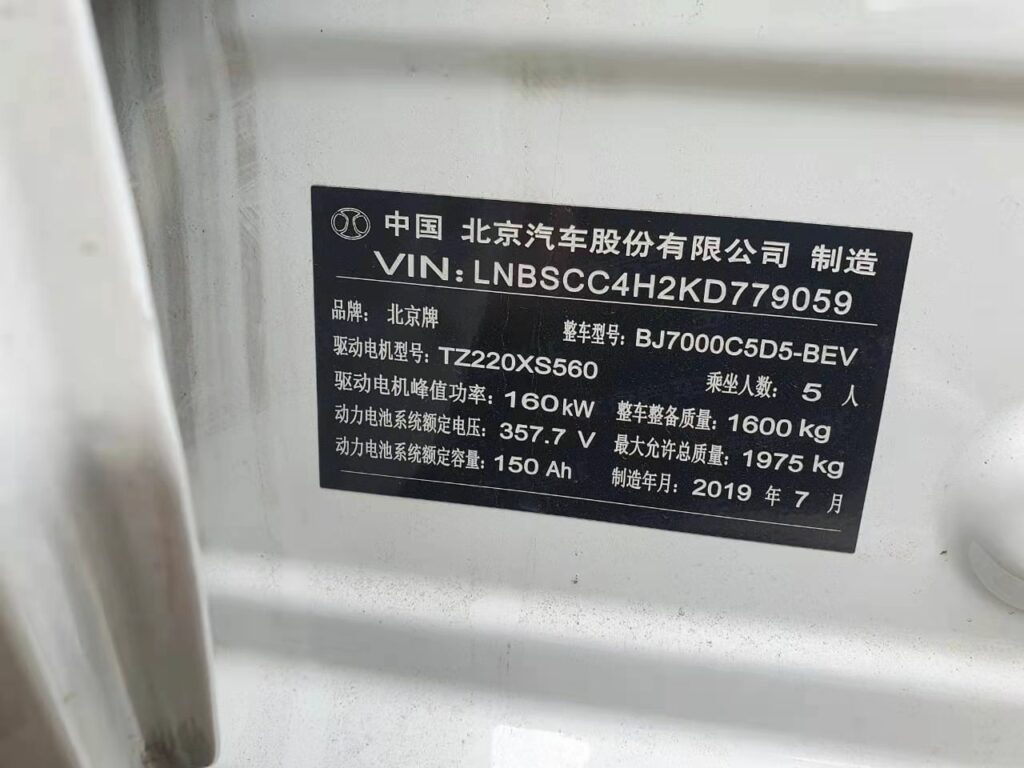 中国 北京汽车股份有限公司 制造
VIN: LNBSCC4H2KD779059
品牌: 北京牌 整车型号: BJ7000C5D5-BEV
驱动电机型号: TZ220XS560 乘坐人数: 5 人
驱动电机峰值功率: 160kW 整车整备质量: 1600 kg
动力电池系统额定电压: 357.7 V 最大允许总质量: 1975 kg
动力电池系统额定容量: 150 Ah 制造年月: 2019 年 7 月